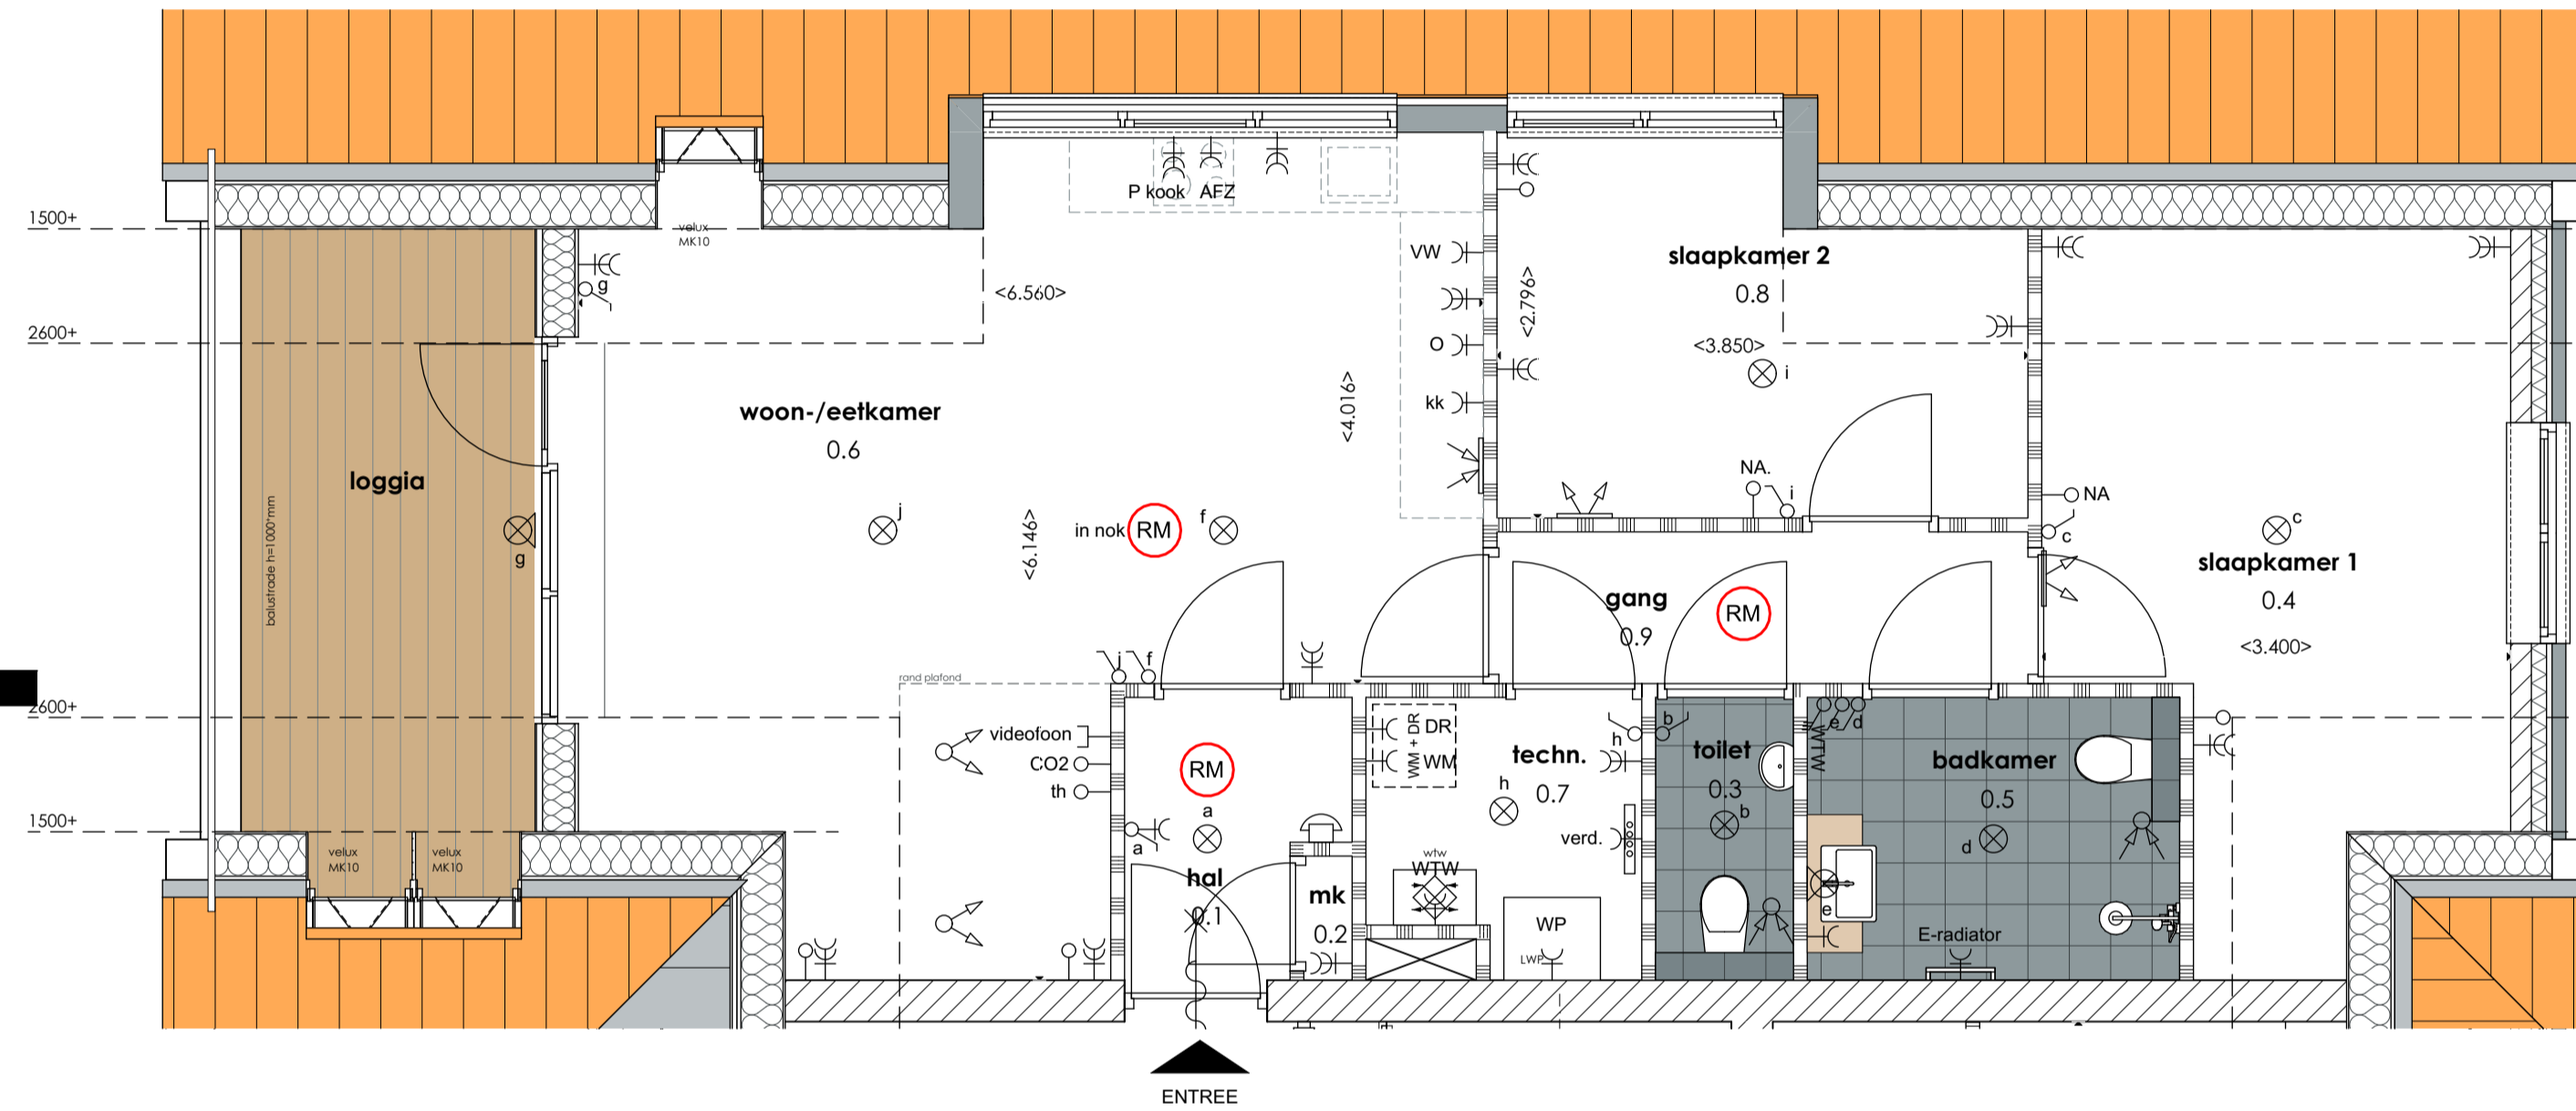 P kook AFZ
1500+
velux
MK10
g
<6.560>
VW
<2.796>
slaapkamer 2
0.8
2600+
O
<3.850>
i
kk
<4.016>
woon-/eetkamer
0.6
loggia
balustrade h=1000+mm
NA.
i
NA
j
in nok
RM
f
<6.146>
c
c
g
slaapkamer 1
0.4
<3.400>
gang
0.9
RM
j
f
rand plafond
2600+
videofoon
CO2
th
RM
a
a
hal
0.1
mk
0.2
WM + DR
DR
WM
techn.
0.7
h
h
verd.
wtw
WTW
WP
LWP
b
toilet
0.3
b
e
d
WTW
badkamer
0.5
d
e
E-radiator
1500+
velux
MK10
velux
MK10
ENTREE